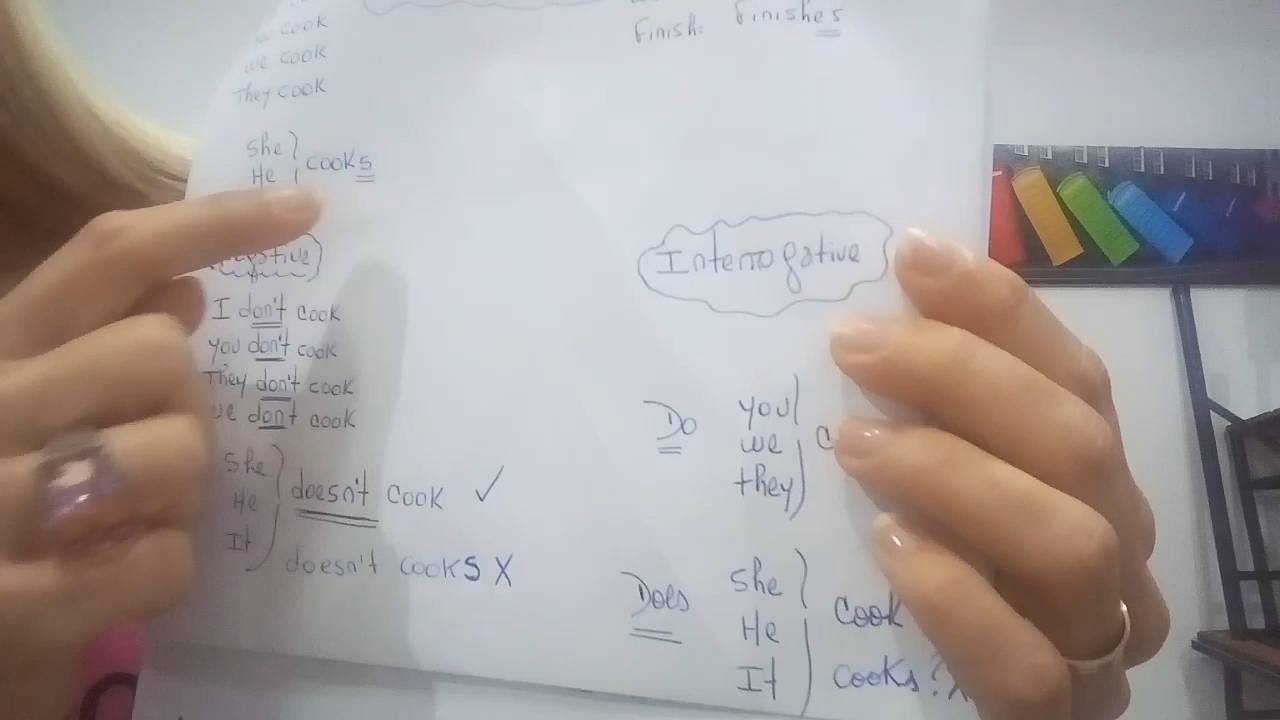 cook
we cook
They cook
She
He
cooks
I don't cook
you don't cook
They don't cook
we dont cook
She
He
It
doesn't cook ✓
doesn't cooks X
Finish: Finishes
Interrogative
Do
you
we
they
Does
She
He
It
cook
cooks? X